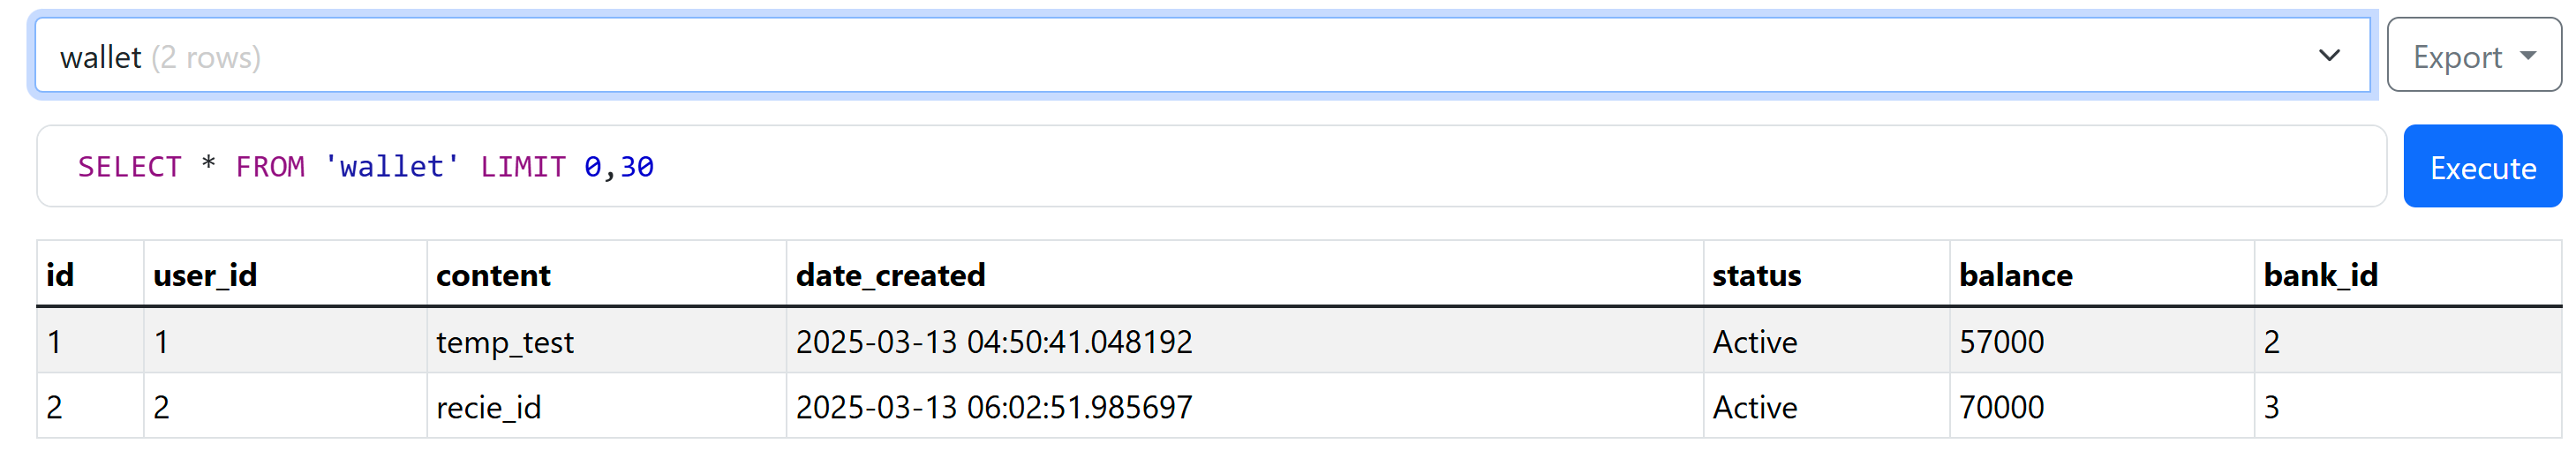 wallet (2 rows)
Export
SELECT * FROM 'wallet' LIMIT 0,30
Execute
id user_id content date_created status balance bank_id
1 1 temp_test 2025-03-13 04:50:41.048192 Active 57000 2
2 2 recie_id 2025-03-13 06:02:51.985697 Active 70000 3